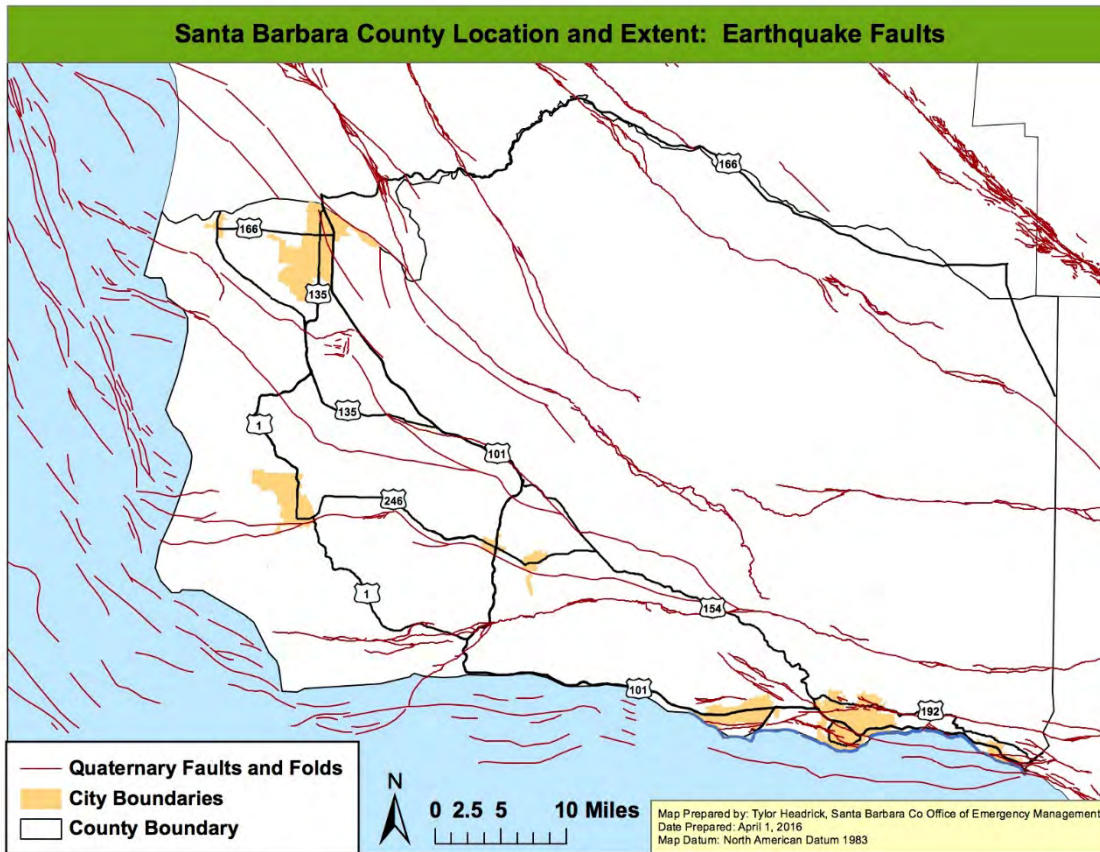 Santa Barbara County Location and Extent: Earthquake Faults
166
166
135
135
1
101
246
1
154
101
192
Quaternary Faults and Folds
City Boundaries
County Boundary
N
0 2.5 5 10 Miles
Map Prepared by: Tylor Headrick, Santa Barbara Co Office of Emergency Management
Date Prepared: April 1, 2016
Map Datum: North American Datum 1983